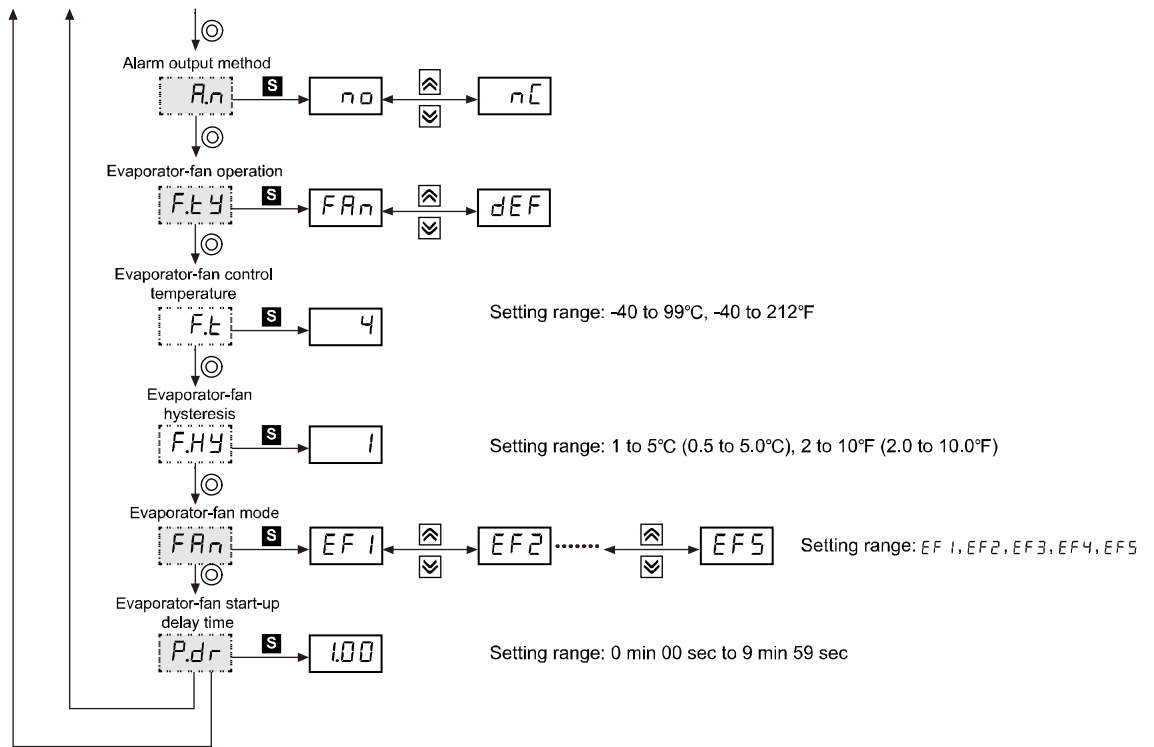 Alarm output method
A.n S no nC
Evaporator-fan operation
F.tY S FAn dEF
Evaporator-fan control
temperature
F.t S 4 Setting range: -40 to 99°C, -40 to 212°F
Evaporator-fan
hysteresis
F.HY S 1 Setting range: 1 to 5°C (0.5 to 5.0°C), 2 to 10°F (2.0 to 10.0°F)
Evaporator-fan mode
FAn S EF1 EF2 ······ EF5 Setting range: EF1, EF2, EF3, EF4, EF5
Evaporator-fan start-up
delay time
P.dr S 1.00 Setting range: 0 min 00 sec to 9 min 59 sec